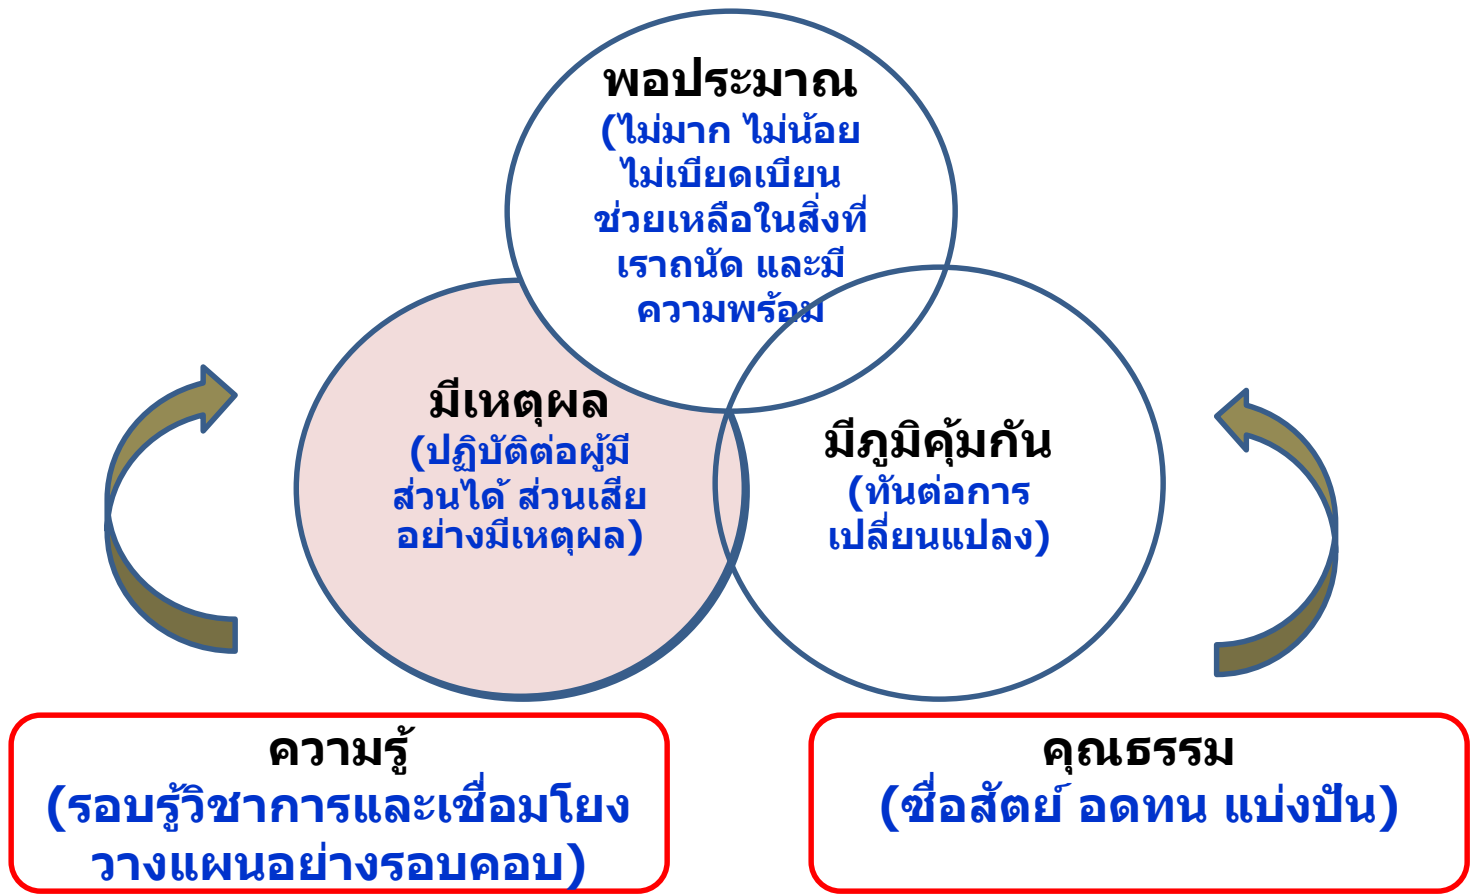 พอประมาณ
(ไม่มาก ไม่น้อย
ไม่เบียดเบียน
ช่วยเหลือในสิ่งที่
เราถนัด และมี
ความพร้อม
มีเหตุผล
(ปฏิบัติต่อผู้มี
ส่วนได้ ส่วนเสีย
อย่างมีเหตุผล)
มีภูมิคุ้มกัน
(ทันต่อการ
เปลี่ยนแปลง)
ความรู้
(รอบรู้วิชาการและเชื่อมโยง
วางแผนอย่างรอบคอบ)
คุณธรรม
(ซื่อสัตย์ อดทน แบ่งปัน)